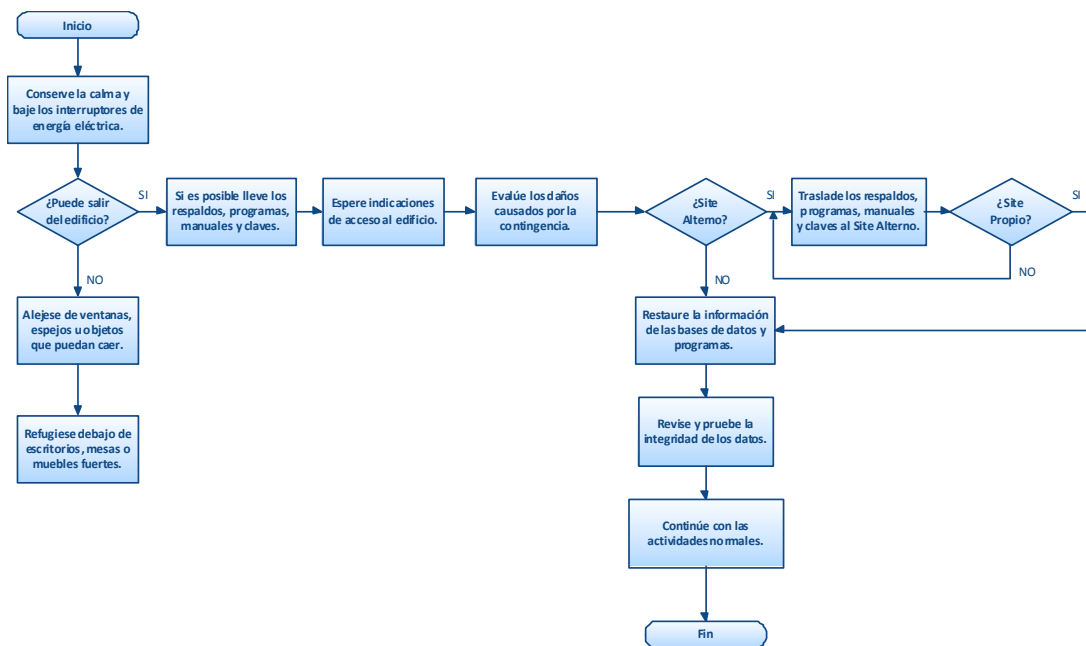 Inicio
Conserve la calma y
baje los interruptores de
energía eléctrica.
¿Puede salir
del edificio?
SI
Si es posible lleve los
respaldos, programas,
manuales y claves.
Espere indicaciones
de acceso al edificio.
Evalúe los daños
causados por la
contingencia.
¿Site
Alterno?
SI
Traslade los respaldos,
programas, manuales
y claves al Site Alterno.
¿Site
Propio?
SI
NO
NO
NO
Alejese de ventanas,
espejos u objetos
que puedan caer.
Restaure la información
de las bases de datos y
programas.
Refugiese debajo de
escritorios, mesas o
muebles fuertes.
Revise y pruebe la
integridad de los datos.
Continúe con las
actividades normales.
Fin